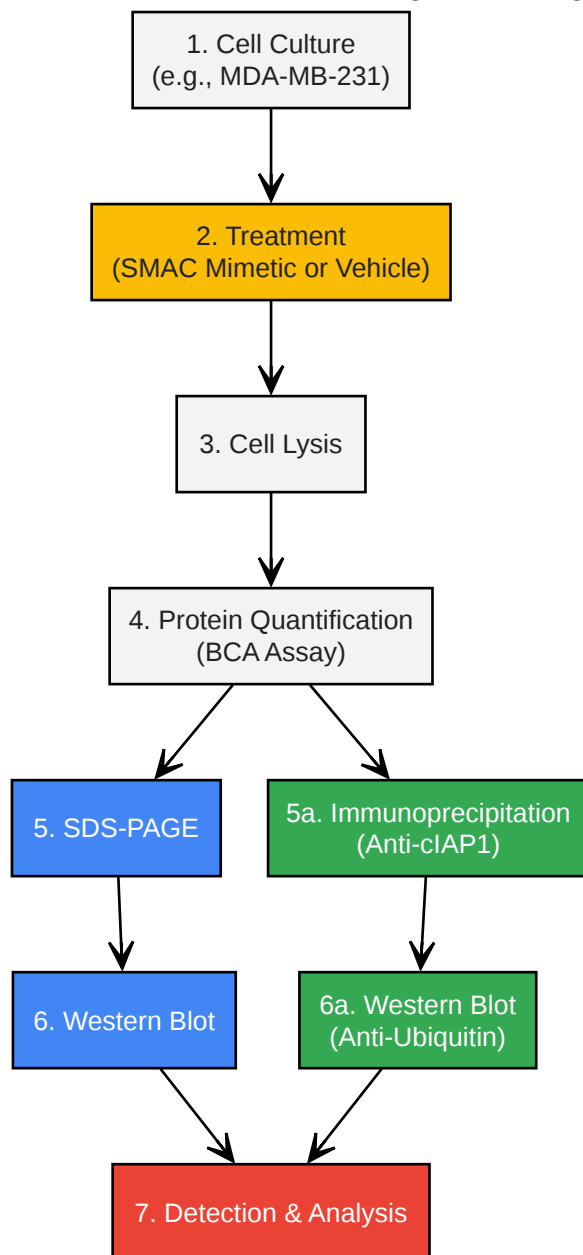 1. Cell Culture
(e.g., MDA-MB-231)
2. Treatment
(SMAC Mimetic or Vehicle)
3. Cell Lysis
4. Protein Quantification
(BCA Assay)
5. SDS-PAGE
5a. Immunoprecipitation
(Anti-cIAP1)
6. Western Blot
6a. Western Blot
(Anti-Ubiquitin)
7. Detection & Analysis